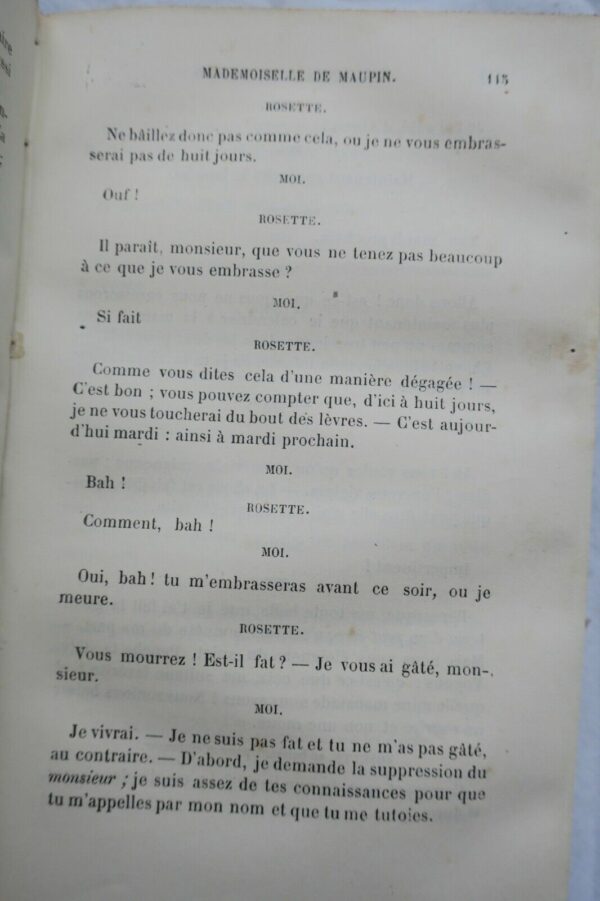 MADEMOISELLE DE MAUPIN. 115
ROSETTE.
Ne bâillez donc pas comme cela, ou je ne vous embras-
serai pas de huit jours.
MOI.
Ouf !
ROSETTE.
Il paraît, monsieur, que vous ne tenez pas beaucoup
à ce que je vous embrasse ?
MOI.
Si fait
ROSETTE.
Comme vous dites cela d'une manière dégagée ! —
C'est bon ; vous pouvez compter que, d'ici à huit jours,
je ne vous toucherai du bout des lèvres. — C'est aujour-
d'hui mardi : ainsi à mardi prochain.
MOI.
Bah !
ROSETTE.
Comment, bah !
MOI.
Oui, bah ! tu m'embrasseras avant ce soir, ou je
meure.
ROSETTE.
Vous mourrez ! Est-il fat ? — Je vous ai gâté, mon-
sieur.
MOI.
Je vivrai. — Je ne suis pas fat et tu ne m'as pas gâté,
au contraire. — D'abord, je demande la suppression du
monsieur ; je suis assez de tes connaissances pour que
tu m'appelles par mon nom et que tu me tutoies.